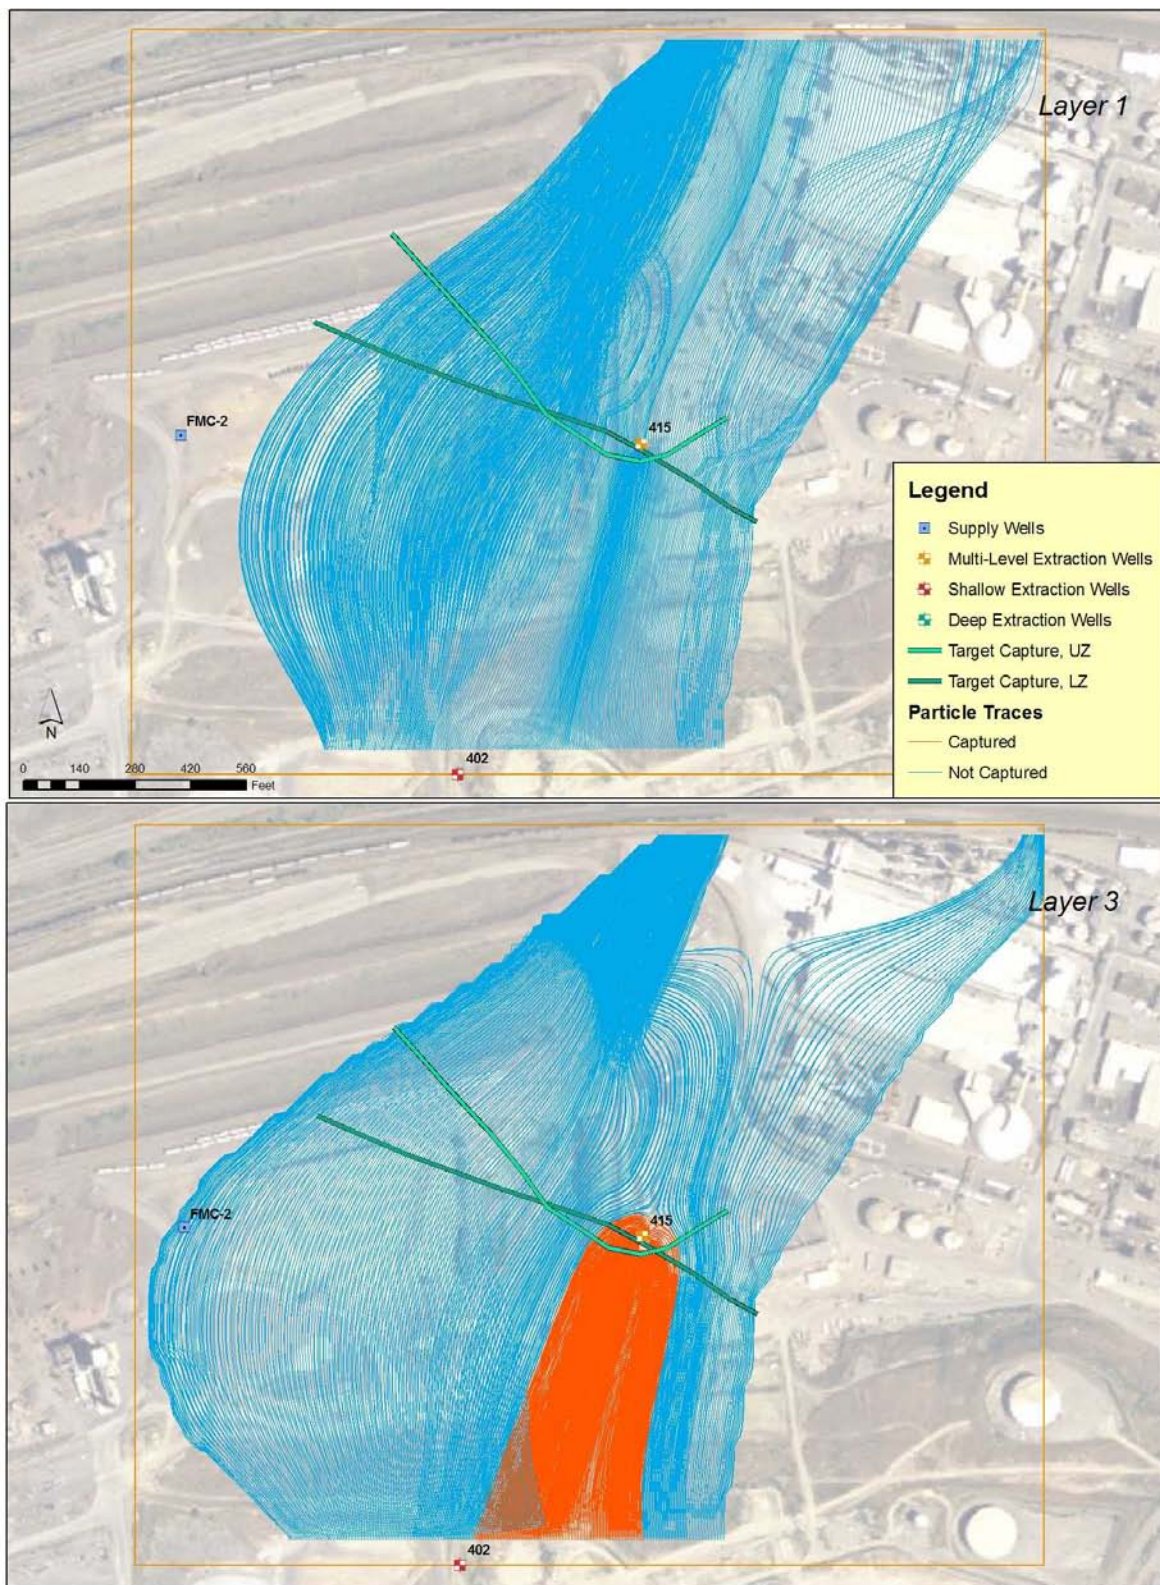 Layer 1
FMC-2
415
Legend
Supply Wells
Multi-Level Extraction Wells
Shallow Extraction Wells
Deep Extraction Wells
Target Capture, UZ
Target Capture, LZ
Particle Traces
Captured
Not Captured
N
402
0 140 280 420 560
Feet
Layer 3
FMC-2
415
402